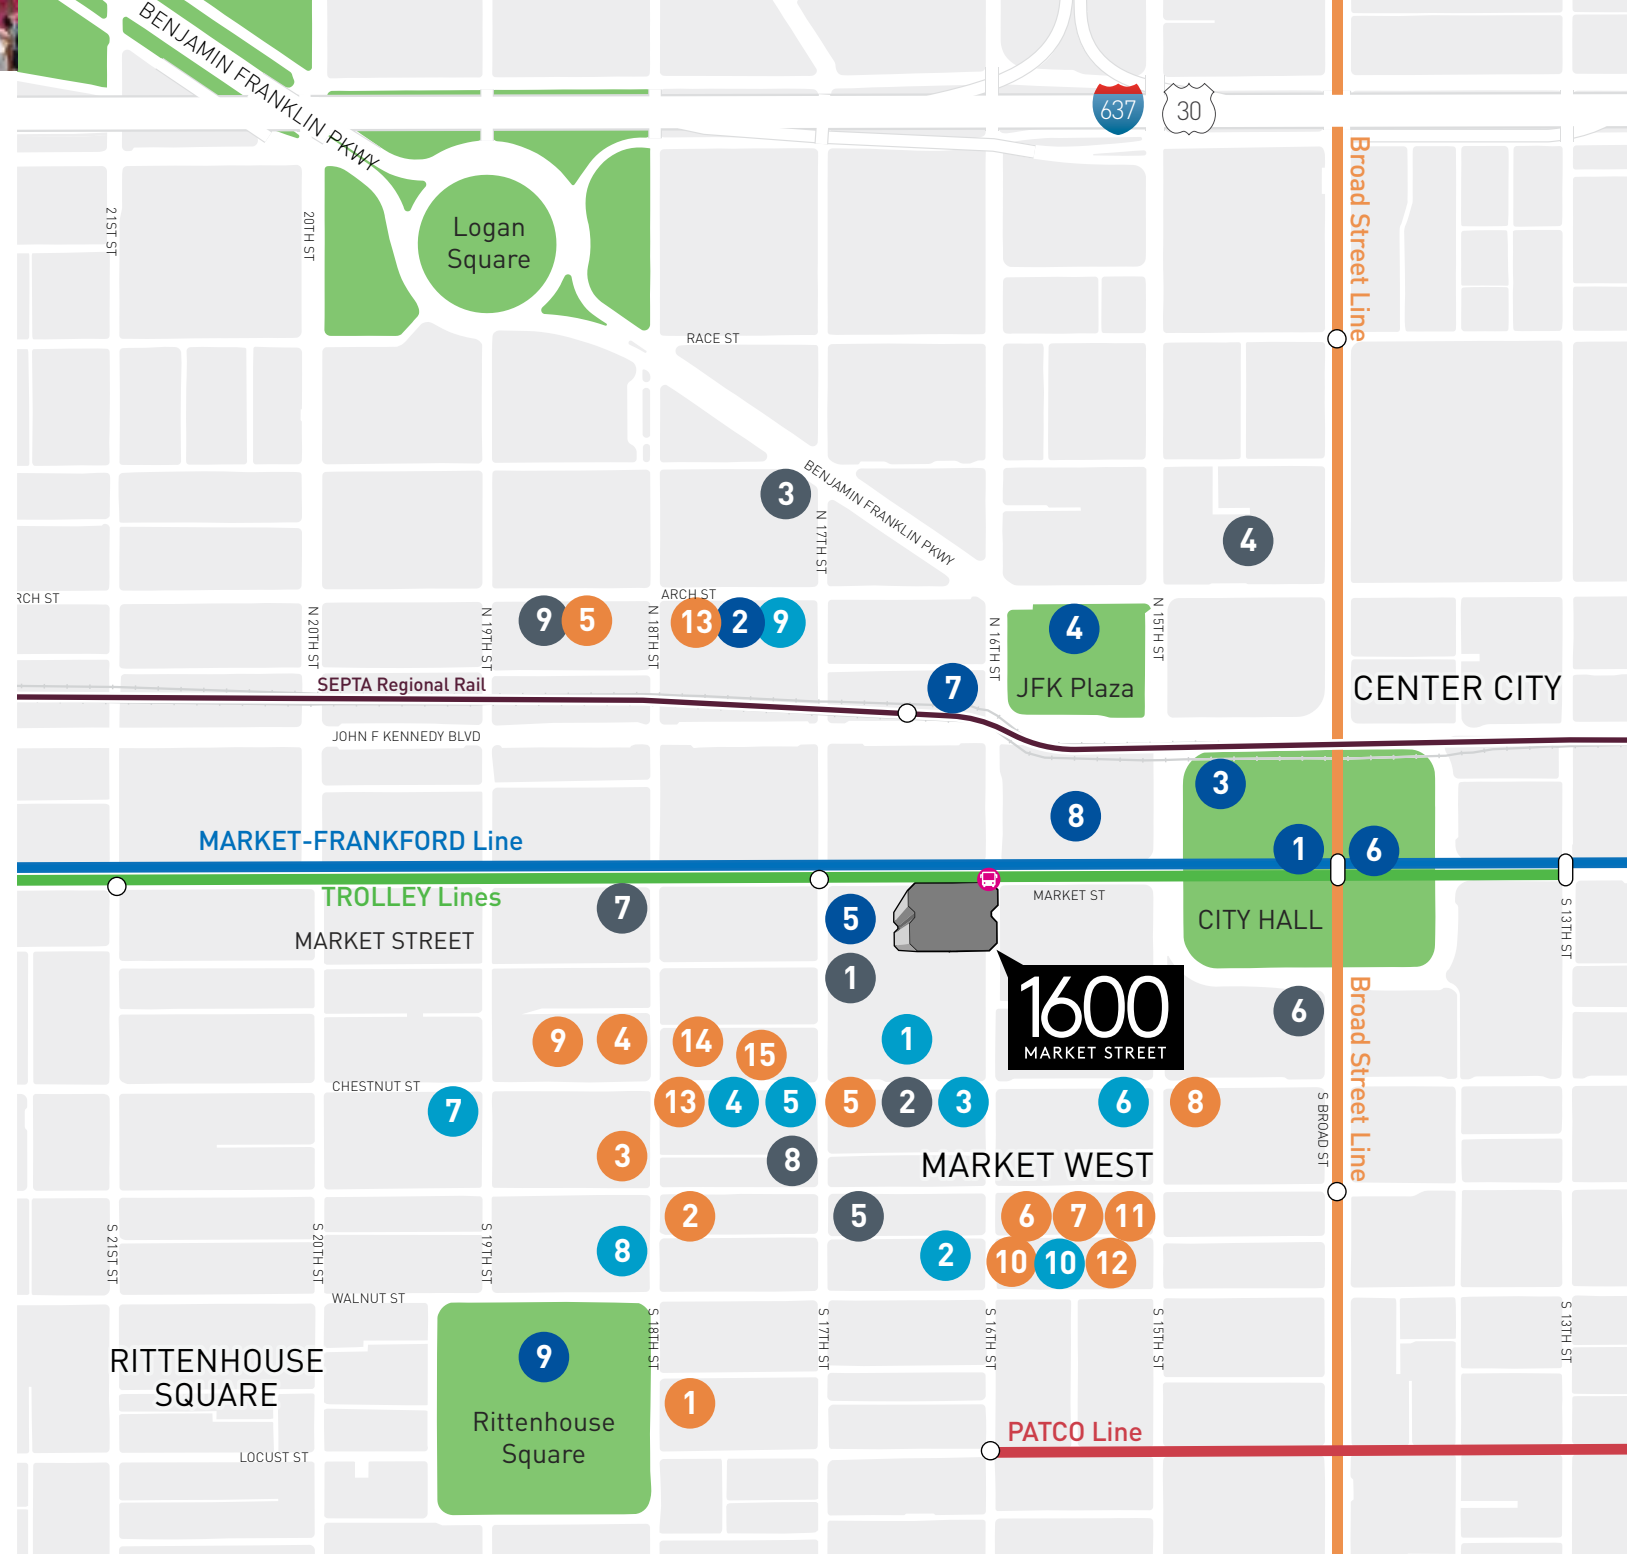 BENJAMIN FRANKLIN PKWY
637
30
Broad Street Line
21ST ST
20TH ST
Logan
Square
RACE ST
BENJAMIN FRANKLIN PKWY
3
N 17TH ST
4
RCH ST
ARCH ST
N 20TH ST
N 19TH ST
9
5
N 18TH ST
13
2
9
N 16TH ST
4
N 15TH ST
JFK Plaza
7
SEPTA Regional Rail
CENTER CITY
JOHN F KENNEDY BLVD
3
8
MARKET-FRANKFORD Line
1
6
TROLLEY Lines
7
MARKET ST
5
CITY HALL
S 13TH ST
MARKET STREET
1
1600
MARKET STREET
Broad Street Line
6
9
4
14
15
1
CHESTNUT ST
7
13
4
5
5
2
3
6
8
S BROAD ST
3
8
MARKET WEST
2
5
6
7
11
S 21ST ST
S 20TH ST
S 19TH ST
8
2
10
10
12
WALNUT ST
S 18TH ST
S 17TH ST
S 16TH ST
S 15TH ST
S 13TH ST
RITTENHOUSE
SQUARE
9
1
Rittenhouse
Square
PATCO Line
LOCUST ST